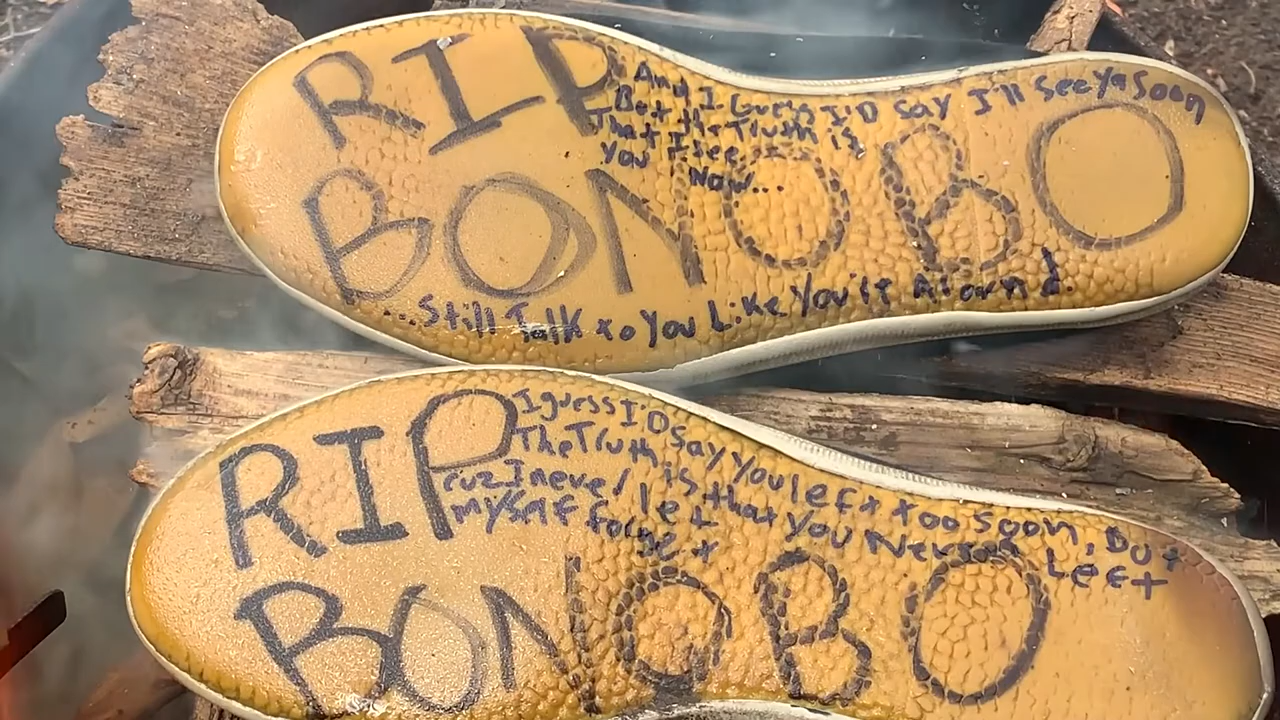 RIP
And I Guess I'D Say I'll See Ya Soon
But the Truth is
That I see
You Now...
BONOBO
...Still Talk to You Like You're Around.
RIP
I guess I'D Say You left too soon, But
The Truth is that You Never Left
cuz I never let
myself forget
BONOBO